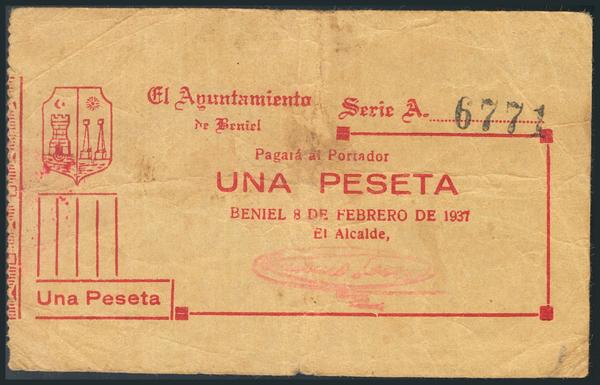 El Ayuntamiento
de Beniel
Serie A. 6771
Pagará al Portador
UNA PESETA
BENIEL 8 DE FEBRERO DE 1937
El Alcalde,
Una Peseta